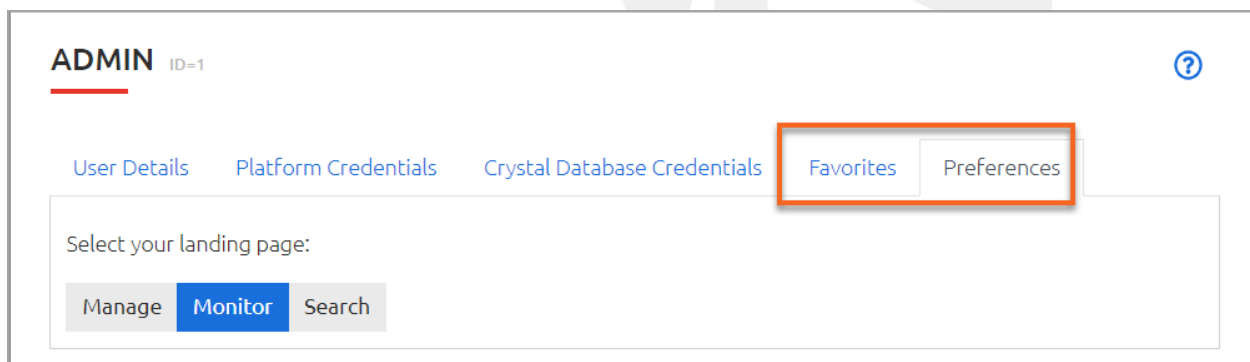 ADMIN ID=1
User Details Platform Credentials Crystal Database Credentials Favorites Preferences
Select your landing page:
Manage Monitor Search